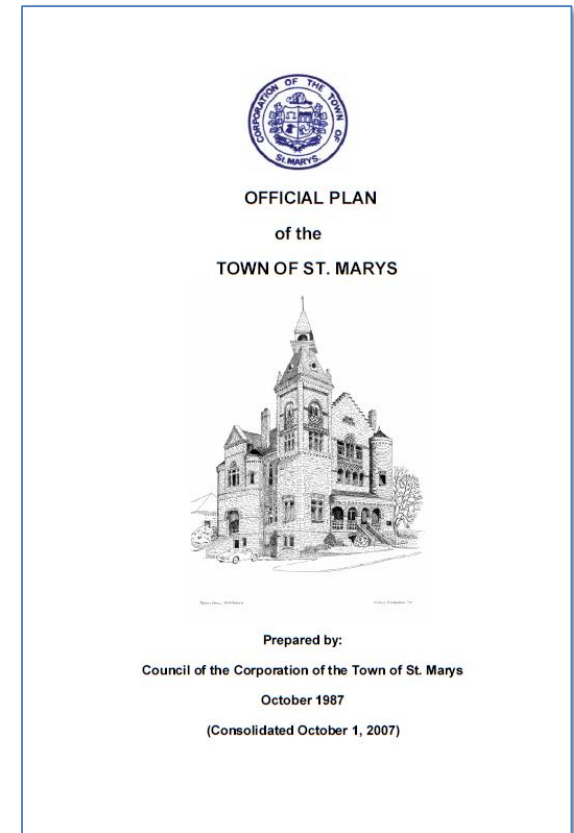 CORPORATION OF THE TOWN OF
ST. MARYS.
OFFICIAL PLAN
of the
TOWN OF ST. MARYS
Prepared by:
Council of the Corporation of the Town of St. Marys
October 1987
(Consolidated October 1, 2007)